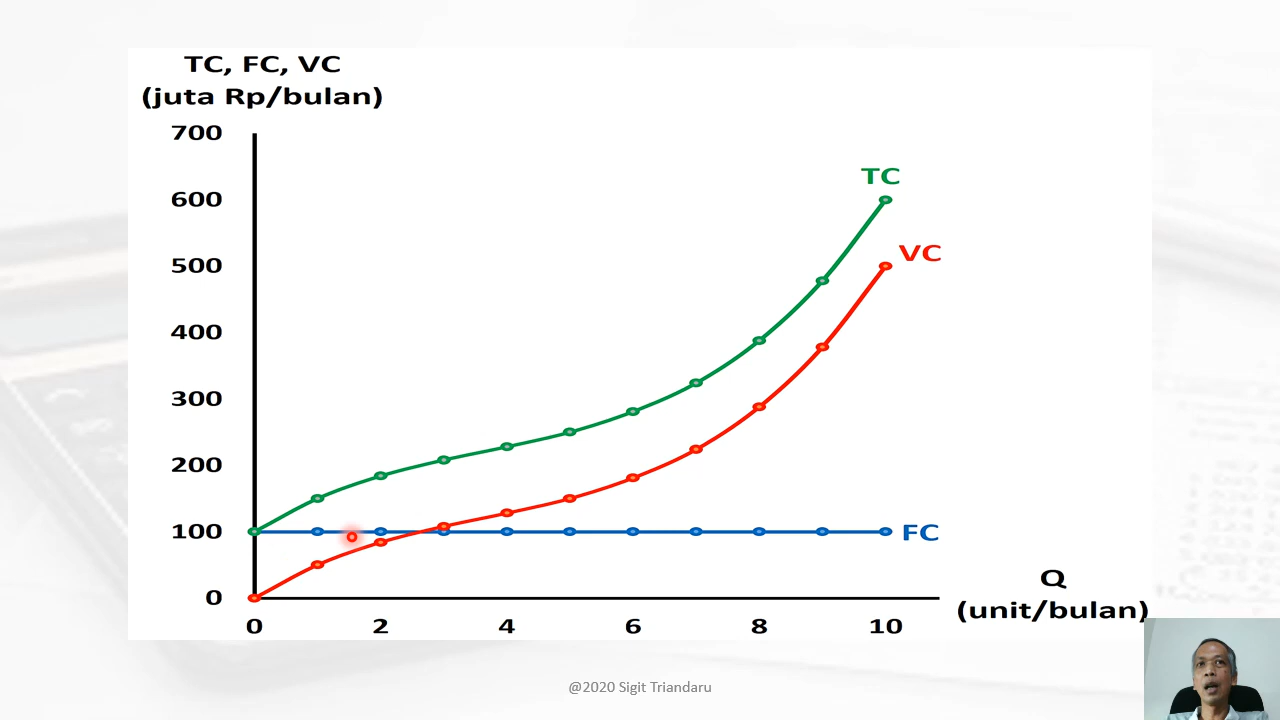 TC, FC, VC
(juta Rp/bulan)
700
600
500
400
300
200
100
0
TC
VC
FC
0 2 4 6 8 10
Q
(unit/bulan)
@2020 Sigit Triandaru